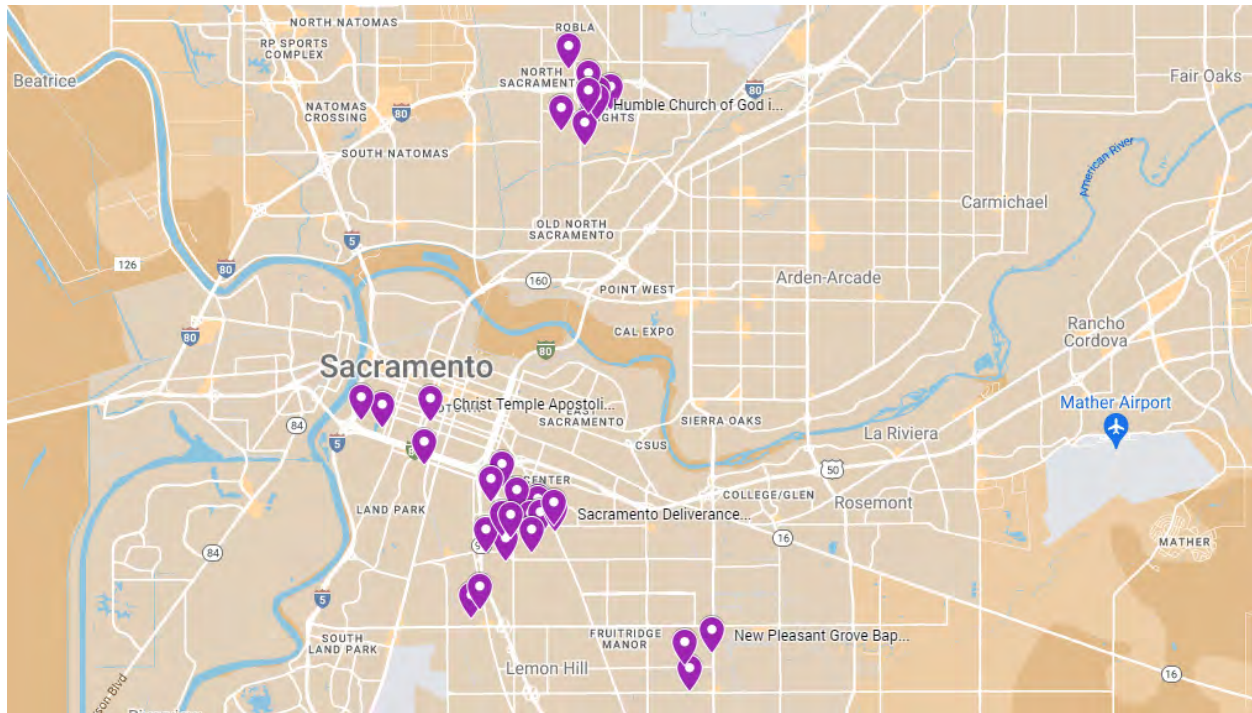 ROBLA
NORTH NATOMAS
RP SPORTS
COMPLEX
Beatrice
NORTH
SACRAMENTO
Fair Oaks
80
NATOMAS
CROSSING
80
Humble Church of God i...
GHTS
SOUTH NATOMAS
American River
Carmichael
OLD NORTH
SACRAMENTO
5
126
80
160
POINT WEST
Arden-Arcade
CAL EXPO
80
Rancho
Cordova
80
Sacramento
Christ Temple Apostoli...
EAST
SACRAMENTO
SIERRA OAKS
Mather Airport
84
5
CSUS
La Riviera
50
CENTER
COLLEGE/GLEN
Rosemont
LAND PARK
Sacramento Deliverance...
16
MATHER
84
5
SOUTH
LAND PARK
FRUITRIDGE
MANOR
New Pleasant Grove Bap...
Lemon Hill
16